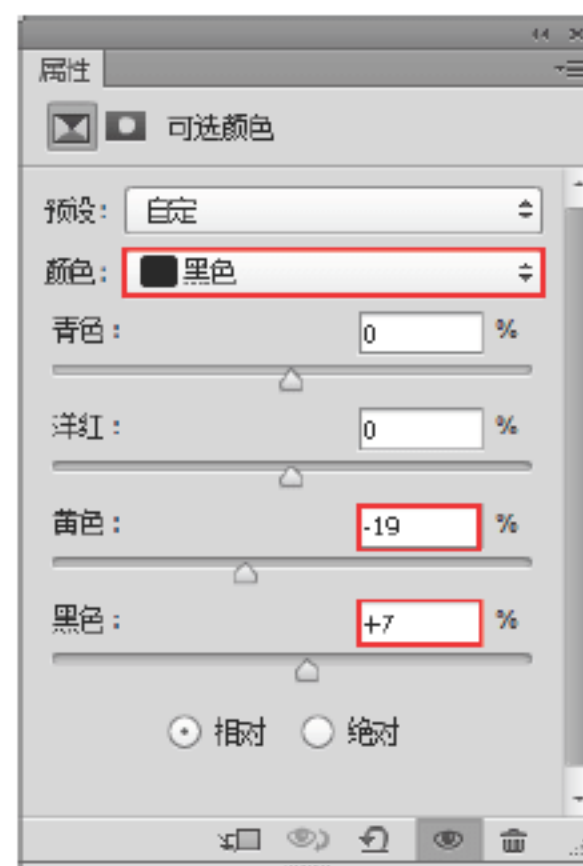 属性
可选颜色
预设: 自定
颜色: 黑色
青色: 0 %
洋红: 0 %
黄色: -19 %
黑色: +7 %
相对 绝对